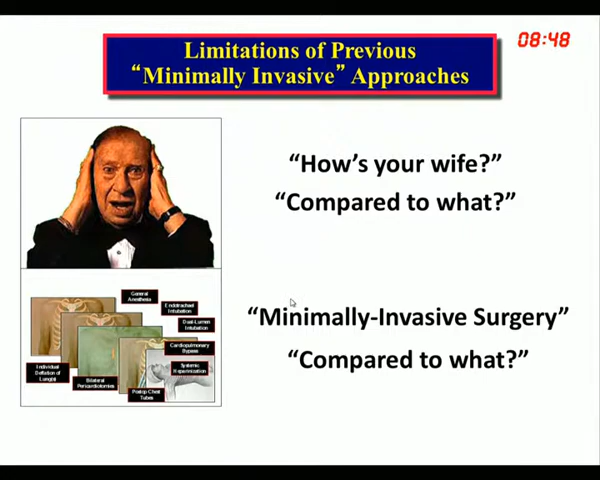 08:48
Limitations of Previous
“Minimally Invasive” Approaches
“How’s your wife?”
“Compared to what?”
General
Anesthesia
Endotracheal
Intubation
Dual-Lumen
Intubation
Cardiopulmonary
Bypass
Systemic
Heparinization
Individual
Deflation of
Lung(s)
Bilateral
Pericardiotomies
Postop Chest
Tubes
“Minimally-Invasive Surgery”
“Compared to what?”